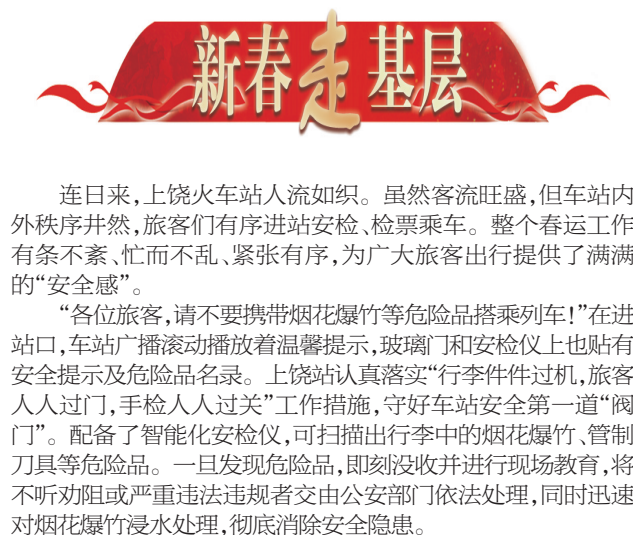 新春走基层
连日来，上饶火车站人流如织。虽然客流旺盛，但车站内
外秩序井然，旅客们有序进站安检、检票乘车。整个春运工作
有条不紊、忙而不乱、紧张有序，为广大旅客出行提供了满满
的“安全感”。
“各位旅客，请不要携带烟花爆竹等危险品搭乘列车！”在进
站口，车站广播滚动播放着温馨提示，玻璃门和安检仪上也贴有
安全提示及危险品名录。上饶站认真落实“行李件件过机，旅客
人人过门，手检人人过关”工作措施，守好车站安全第一道“阀
门”。配备了智能化安检仪，可扫描出行李中的烟花爆竹、管制
刀具等危险品。一旦发现危险品，即刻没收并进行现场教育，将
不听劝阻或严重违法违规者交由公安部门依法处理，同时迅速
对烟花爆竹浸水处理，彻底消除安全隐患。